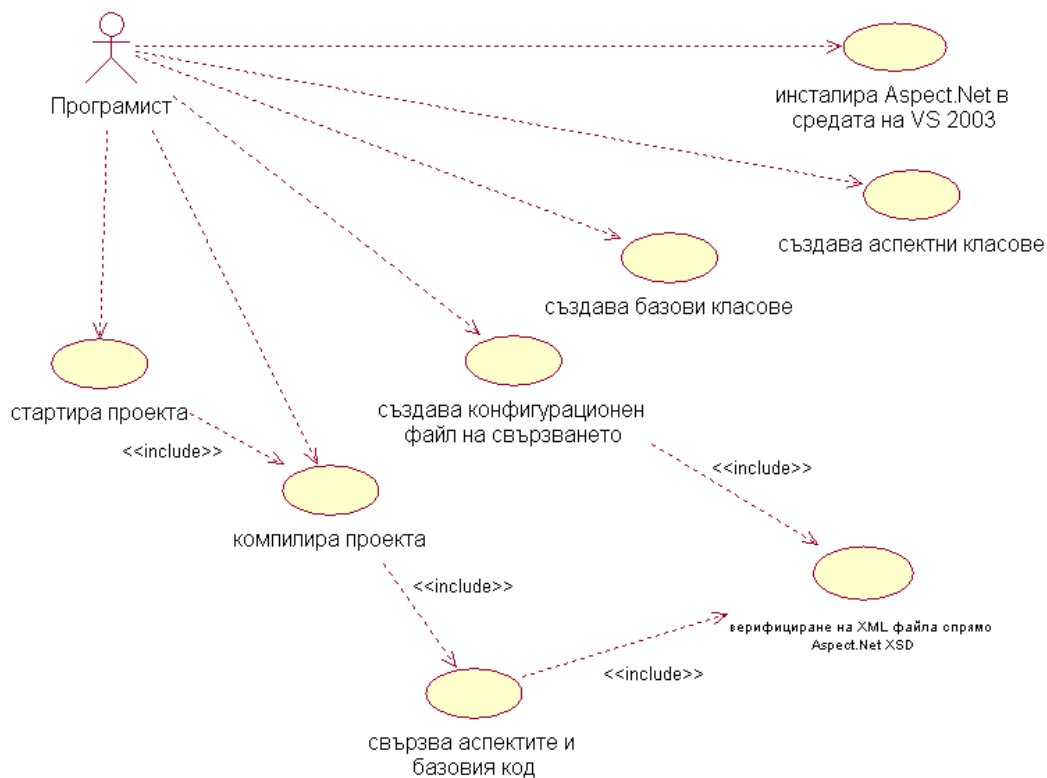 Програмист
инсталира Aspect.Net в
средата на VS 2003
създава аспектни класове
създава базови класове
стартира проекта
създава конфигурационен
файл на свързването
<<include>>
<<include>>
компилира проекта
<<include>>
верифициране на XML файла спрямо
Aspect.Net XSD
<<include>>
свързва аспектите и
базовия код